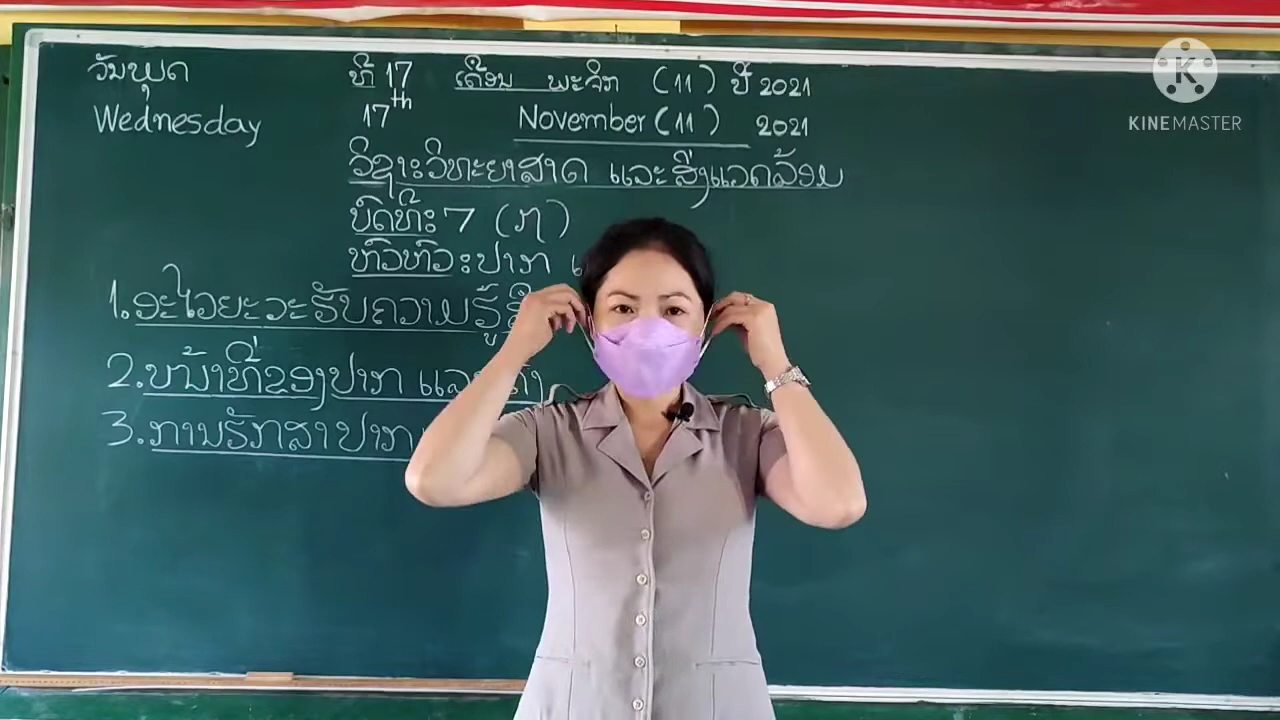 ວັນພຸດ ທີ 17 ເດືອນ ພະຈິກ (11) ປີ 2021
Wednesday 17th November (11) 2021
ວິຊາ: ວິທະຍາສາດ ແລະ ສິ່ງແວດລ້ອມ
ບົດທີ: 7 (ຕໍ່)
ຫົວຂໍ້: ປາກ
1. ອະໄວຍະວະຮັບຄວາມຮູ້
2. ໜ້າທີ່ຂອງປາກ ແລະ
3. ການຮັກສາປາກ
KINEMASTER